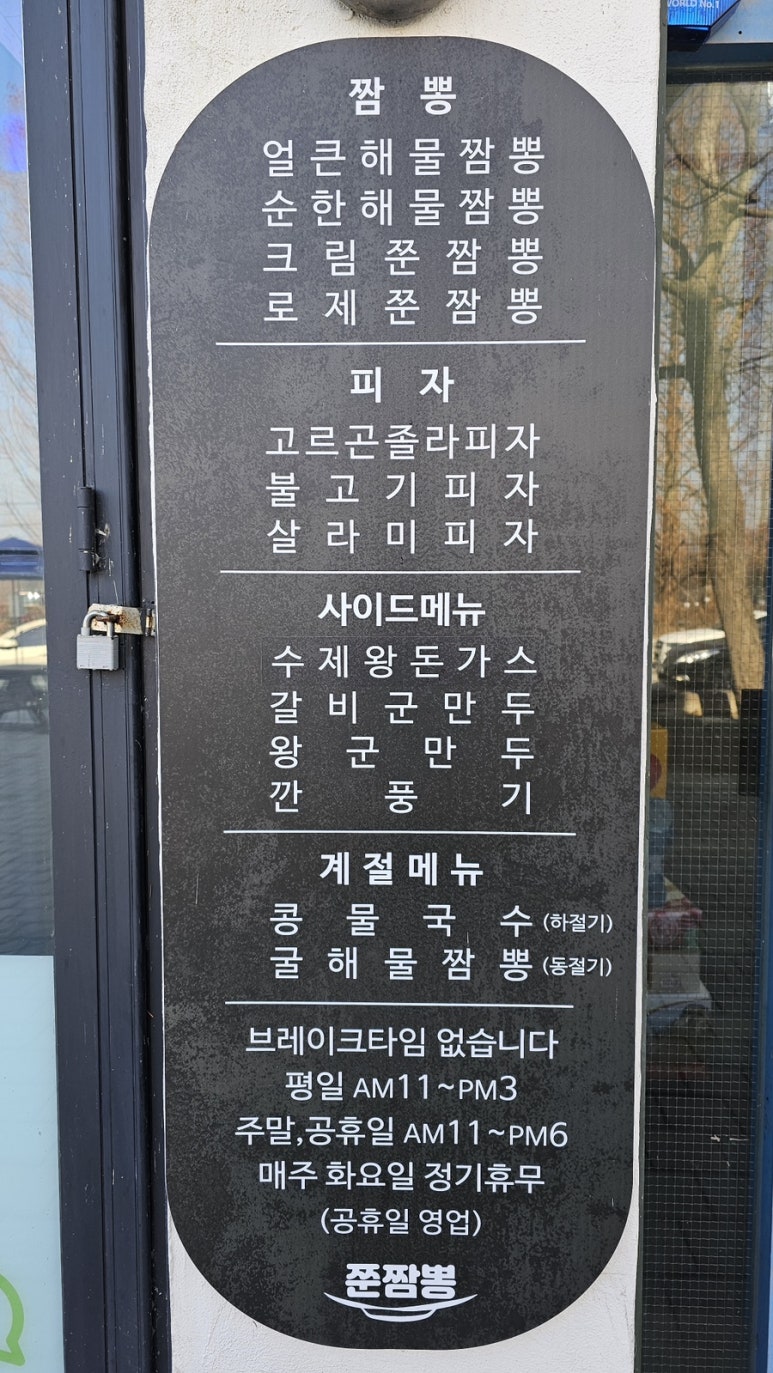 WORLD No.1
짬 뽕
얼큰해물짬뽕
순한해물짬뽕
크림쭌짬뽕
로제쭌짬뽕
피 자
고르곤졸라피자
불고기피자
살라미피자
사이드메뉴
수제왕돈가스
갈비군만두
왕군만두
깐풍기
계절메뉴
콩물국수 (하절기)
굴해물짬뽕 (동절기)
브레이크타임 없습니다
평일 AM11~PM3
주말,공휴일 AM11~PM6
매주 화요일 정기휴무
(공휴일 영업)
쭌짬뽕